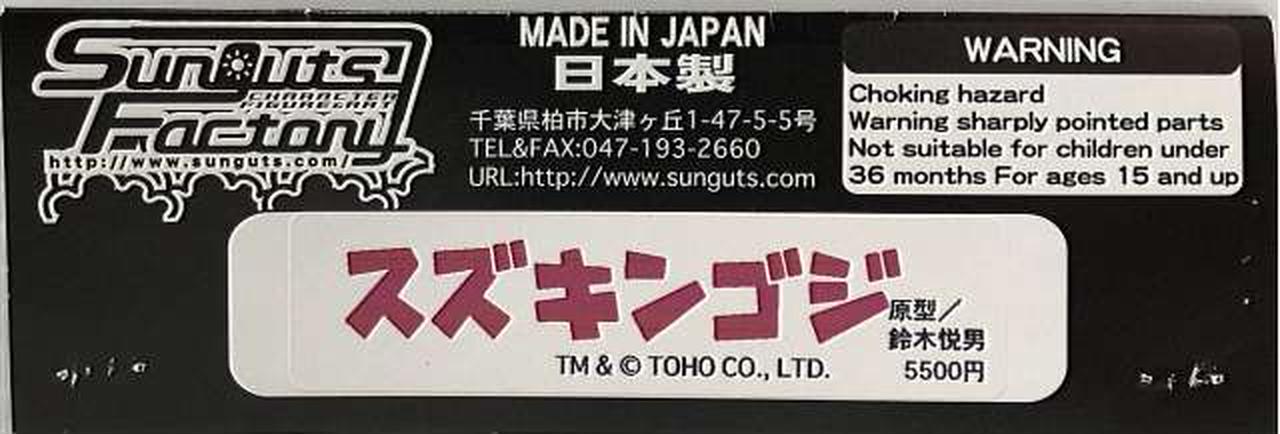 Sunguts
CHARACTER
FIGURECRAFT
Factory
http://www.sunguts.com/
MADE IN JAPAN
日本製
千葉県柏市大津ヶ丘1-47-5-5号
TEL&FAX:047-193-2660
URL:http://www.sunguts.com
WARNING
Choking hazard
Warning sharply pointed parts
Not suitable for children under
36 months For ages 15 and up
スズキンゴジ
原型／
鈴木悦男
5500円
TM & © TOHO CO., LTD.